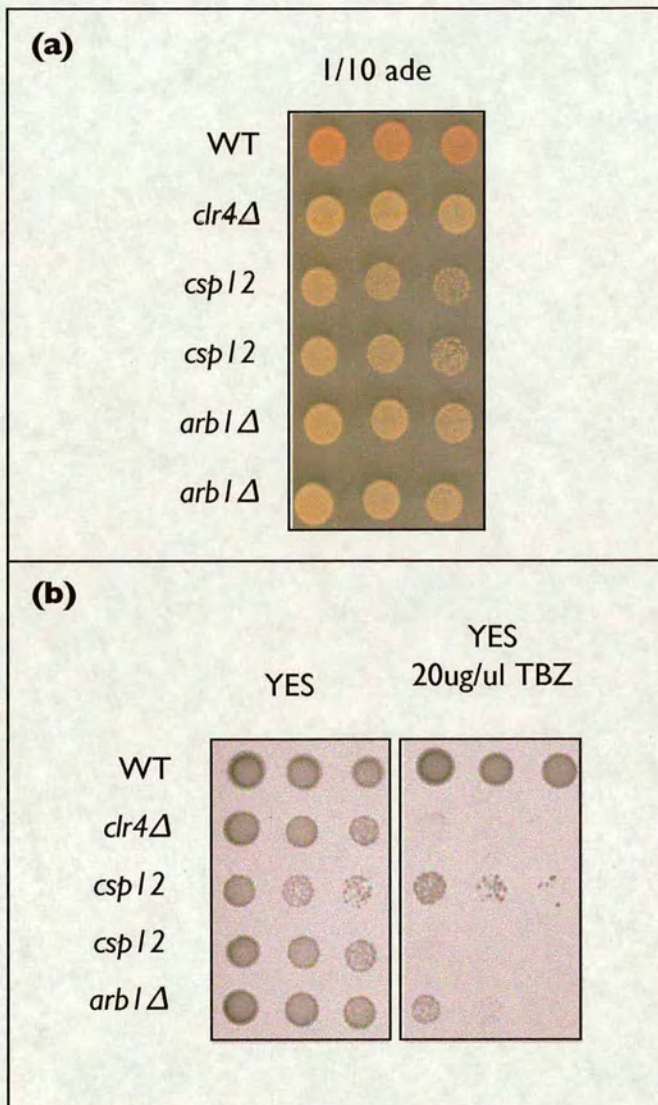 (a)
1/10 ade
WT
clr4Δ
csp12
csp12
arb1Δ
arb1Δ
(b)
YES
YES
20ug/ul TBZ
WT
clr4Δ
csp12
csp12
arb1Δ